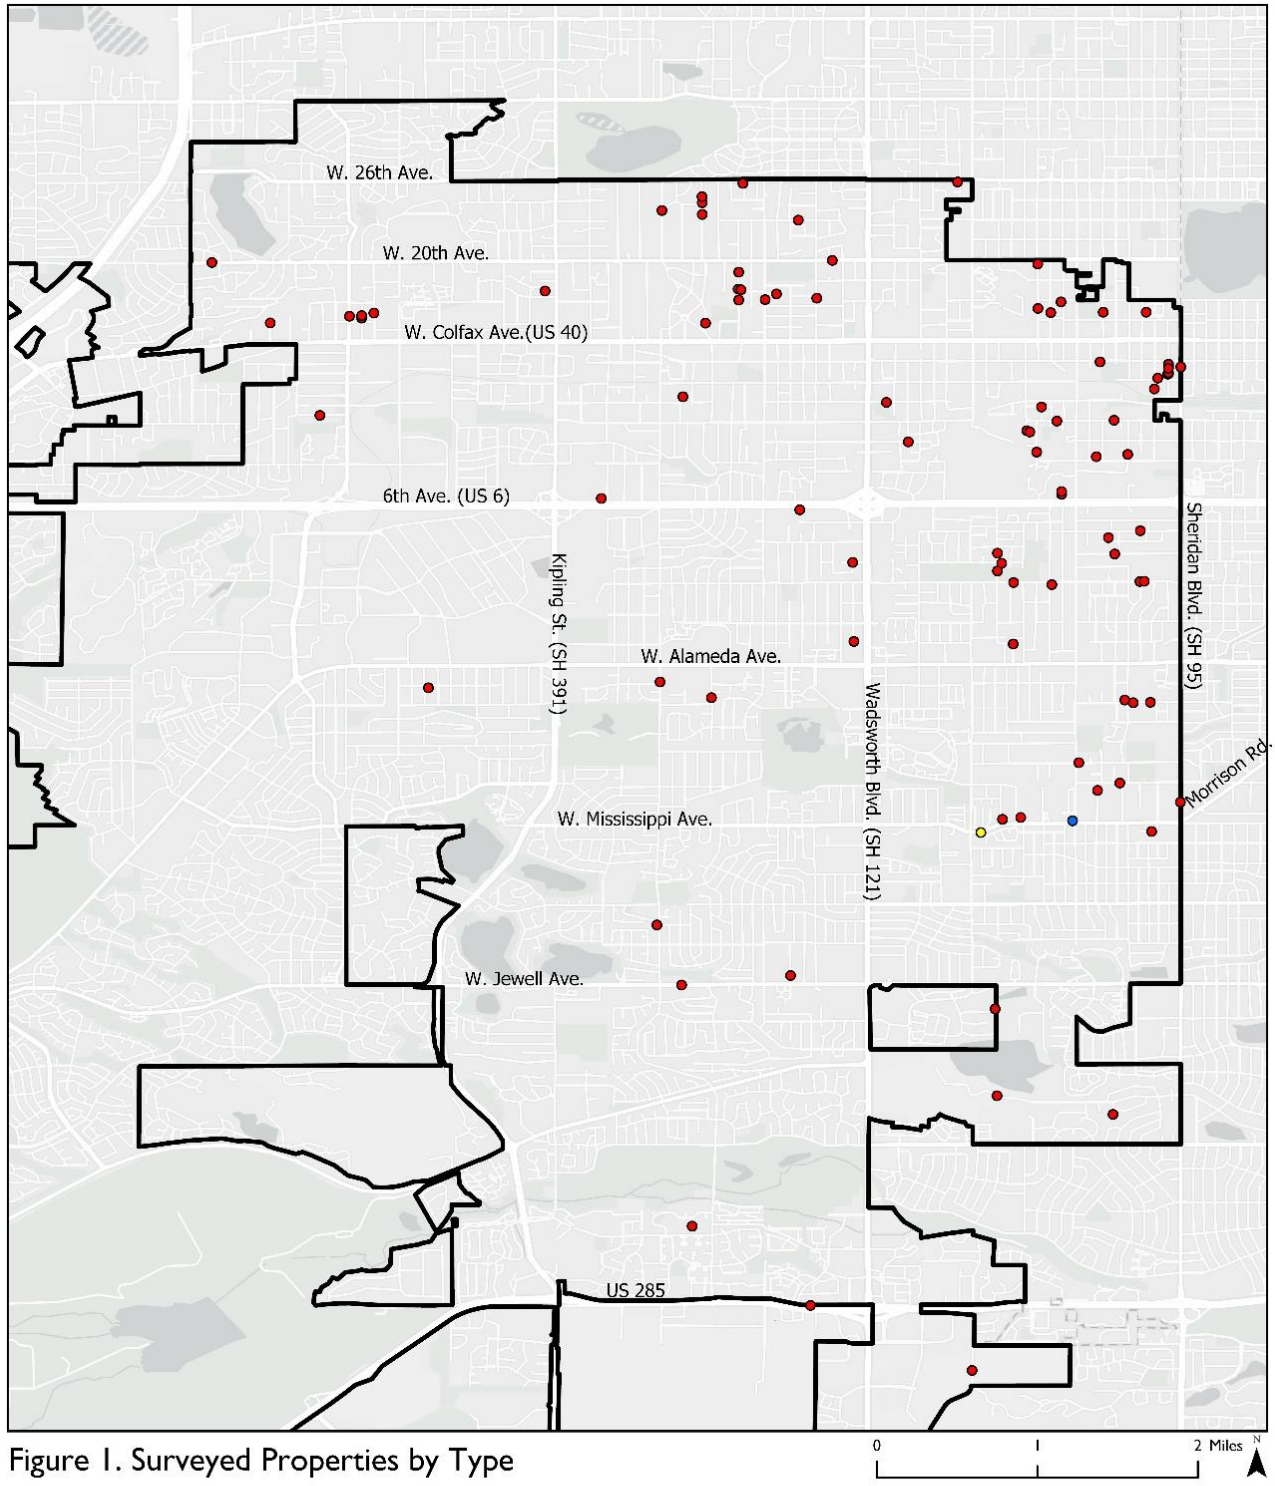 W. 26th Ave.
W. 20th Ave.
W. Colfax Ave.(US 40)
6th Ave. (US 6)
Sheridan Blvd. (SH 95)
Kipling St. (SH 391)
W. Alameda Ave.
Wadsworth Blvd. (SH 121)
Morrison Rd.
W. Mississippi Ave.
W. Jewell Ave.
US 285
0 1 2 Miles N
Figure 1. Surveyed Properties by Type